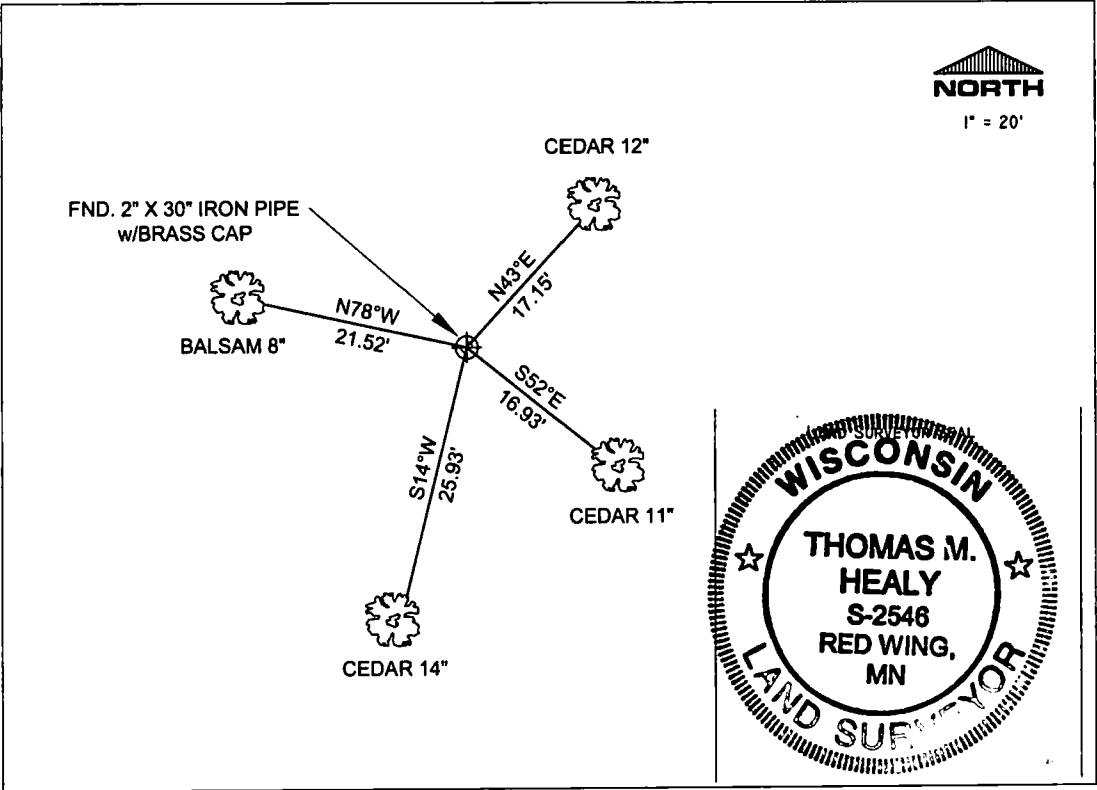 NORTH
1" = 20'
CEDAR 12"
FND. 2" X 30" IRON PIPE
w/BRASS CAP
N43°E
17.15'
N78°W
21.52'
BALSAM 8"
S52°E
16.93'
S14°W
25.93'
CEDAR 11"
CEDAR 14"
WISCONSIN
THOMAS M.
HEALY
S-2546
RED WING,
MN
LAND SURVEYOR